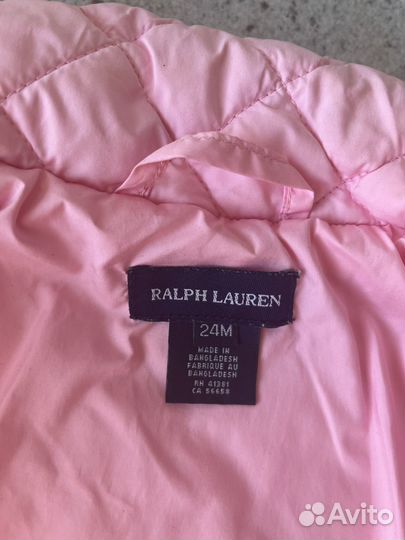 RALPH LAUREN
24M
MADE IN
BANGLADESH
FABRIQUE AU
BANGLADESH
RN 41381
CA 56658
Avito